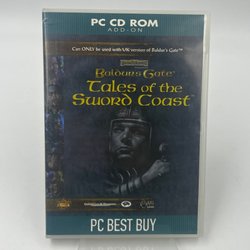 PC CD ROM
ADD-ON
Can ONLY be used with UK version of Baldur's Gate™
Baldur's Gate
Tales of the
Sword Coast
PC BEST BUY